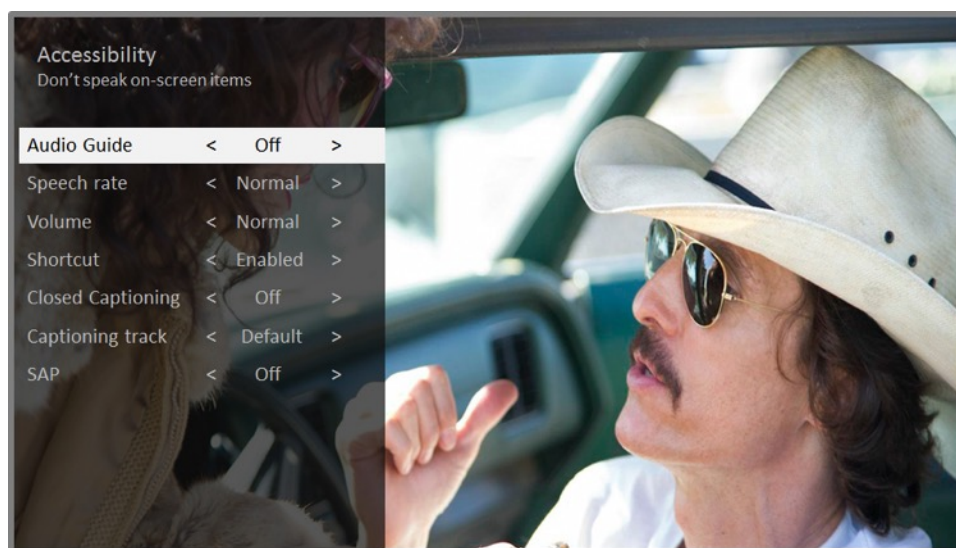 Accessibility
Don't speak on-screen items
Audio Guide < Off >
Speech rate < Normal >
Volume < Normal >
Shortcut < Enabled >
Closed Captioning < Off >
Captioning track < Default >
SAP < Off >